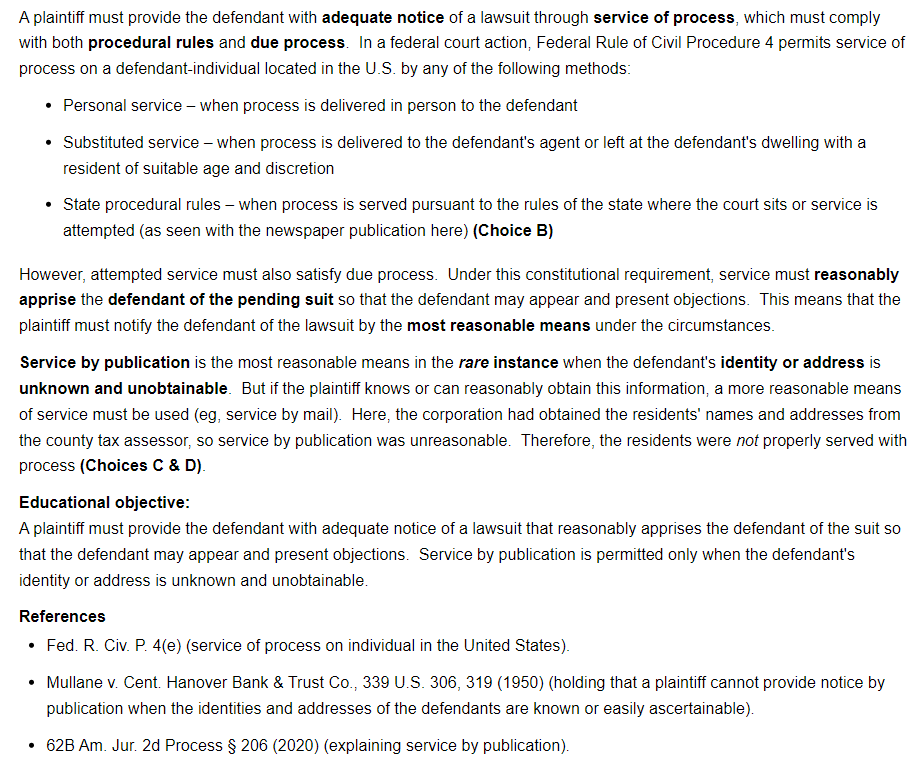 A plaintiff must provide the defendant with adequate notice of a lawsuit through service of process, which must comply
with both procedural rules and due process.  In a federal court action, Federal Rule of Civil Procedure 4 permits service of
process on a defendant-individual located in the U.S. by any of the following methods:
• Personal service – when process is delivered in person to the defendant
• Substituted service – when process is delivered to the defendant's agent or left at the defendant's dwelling with a
resident of suitable age and discretion
• State procedural rules – when process is served pursuant to the rules of the state where the court sits or service is
attempted (as seen with the newspaper publication here) (Choice B)
However, attempted service must also satisfy due process.  Under this constitutional requirement, service must reasonably
apprise the defendant of the pending suit so that the defendant may appear and present objections.  This means that the
plaintiff must notify the defendant of the lawsuit by the most reasonable means under the circumstances.
Service by publication is the most reasonable means in the rare instance when the defendant's identity or address is
unknown and unobtainable.  But if the plaintiff knows or can reasonably obtain this information, a more reasonable means
of service must be used (eg, service by mail).  Here, the corporation had obtained the residents' names and addresses from
the county tax assessor, so service by publication was unreasonable.  Therefore, the residents were not properly served with
process (Choices C & D).
Educational objective:
A plaintiff must provide the defendant with adequate notice of a lawsuit that reasonably apprises the defendant of the suit so
that the defendant may appear and present objections.  Service by publication is permitted only when the defendant's
identity or address is unknown and unobtainable.
References
• Fed. R. Civ. P. 4(e) (service of process on individual in the United States).
• Mullane v. Cent. Hanover Bank & Trust Co., 339 U.S. 306, 319 (1950) (holding that a plaintiff cannot provide notice by
publication when the identities and addresses of the defendants are known or easily ascertainable).
• 62B Am. Jur. 2d Process § 206 (2020) (explaining service by publication).